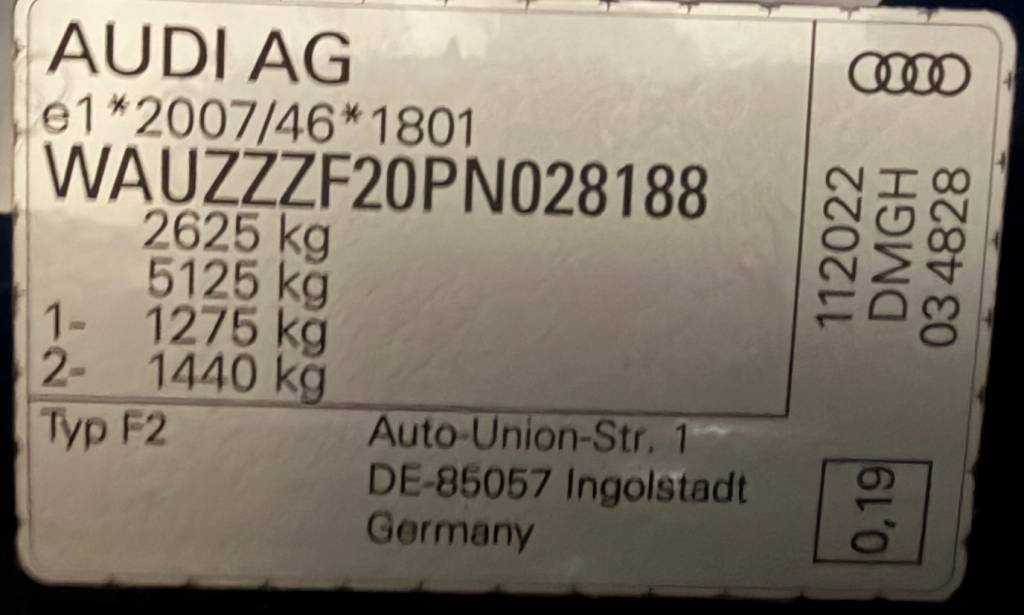 AUDI AG
e1*2007/46*1801
WAUZZZF20PN028188
2625 kg
5125 kg
1- 1275 kg
2- 1440 kg
Typ F2
Auto-Union-Str. 1
DE-85057 Ingolstadt
Germany
112022
DMGH
03 4828
0,19